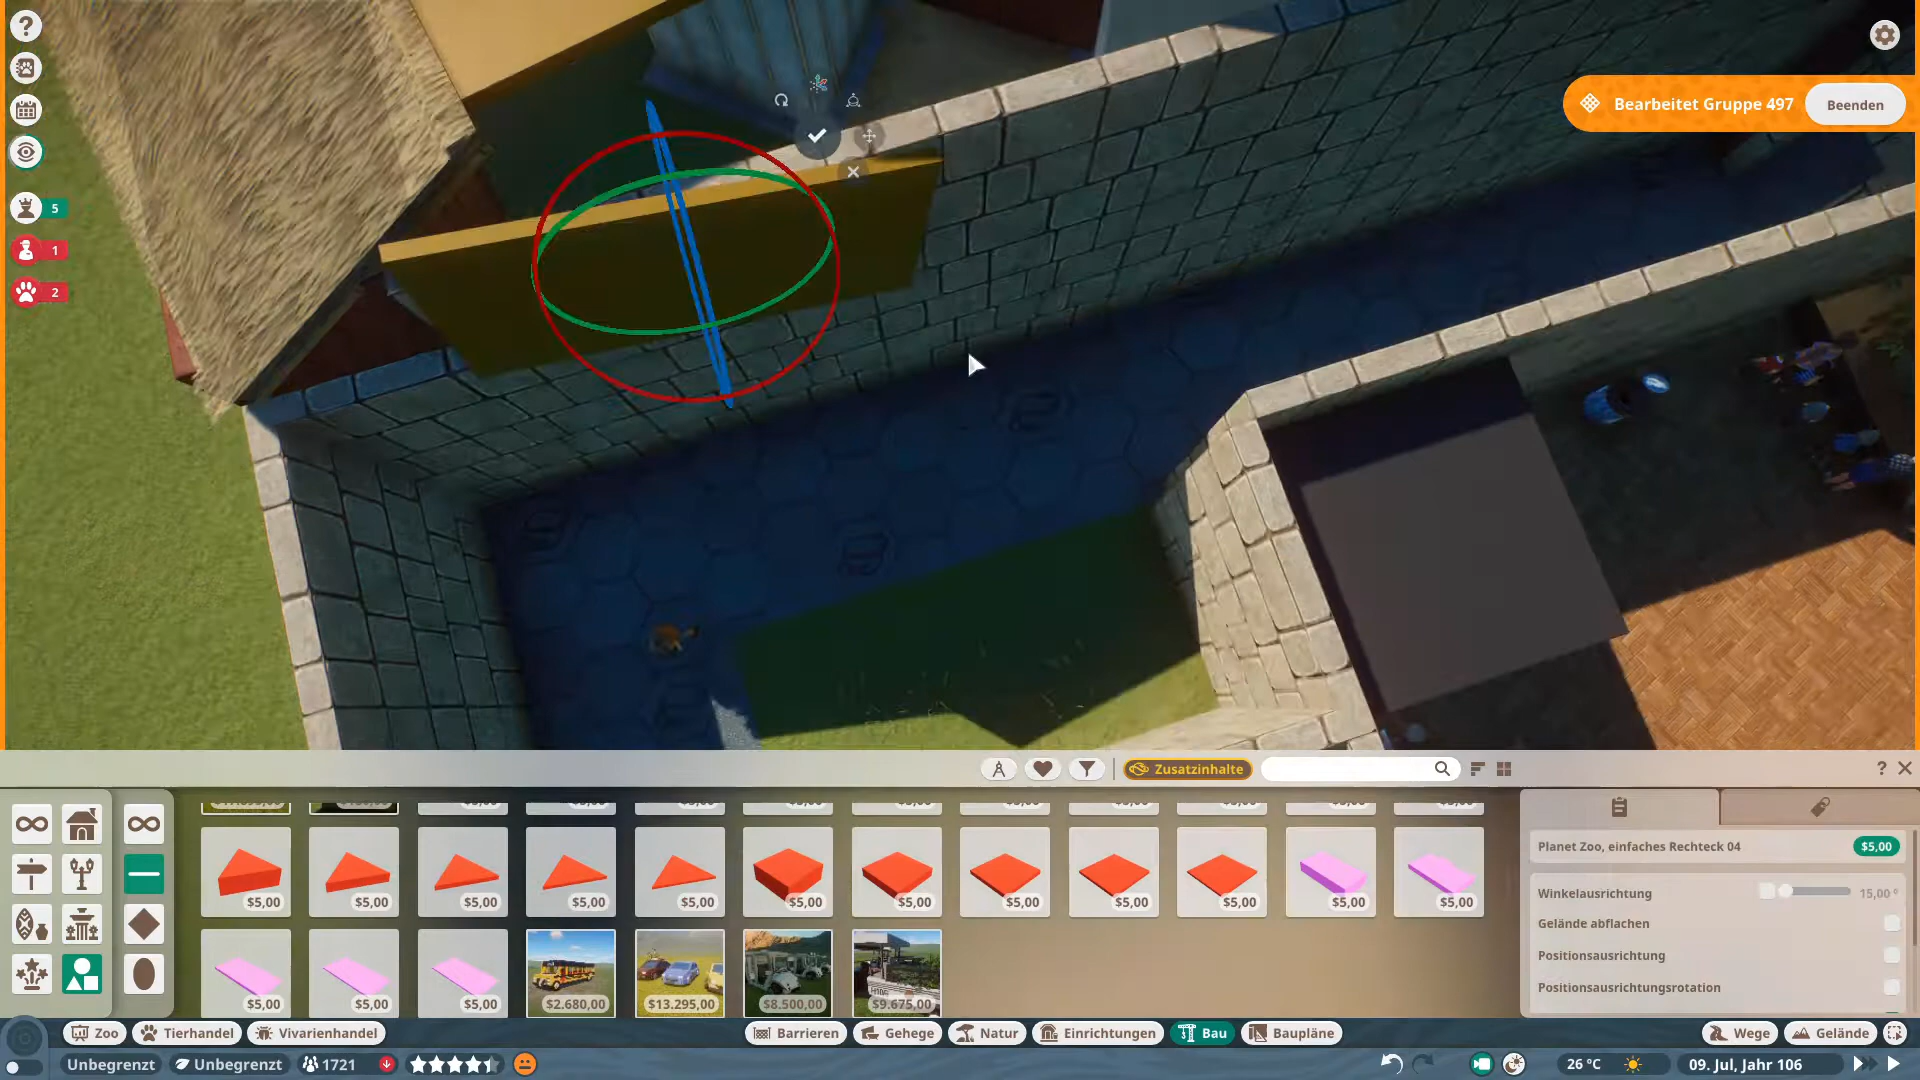 Bearbeitet Gruppe 497
Beenden
5
1
2
Zusatzinhalte
$5,00 $5,00 $5,00 $5,00 $5,00 $5,00 $5,00 $5,00 $5,00 $5,00 $5,00 $5,00
$5,00 $5,00 $5,00 $2.680,00 $13.295,00 $8.500,00 $9.675,00
Planet Zoo, einfaches Rechteck 04
$5,00
Winkelausrichtung
15,00 °
Gelände abflachen
Positionsausrichtung
Positionsausrichtungsrotation
Zoo
Tierhandel
Vivarienhandel
Barrieren
Gehege
Natur
Einrichtungen
Bau
Baupläne
Wege
Gelände
Unbegrenzt
Unbegrenzt
1721
26 °C
09. Jul, Jahr 106